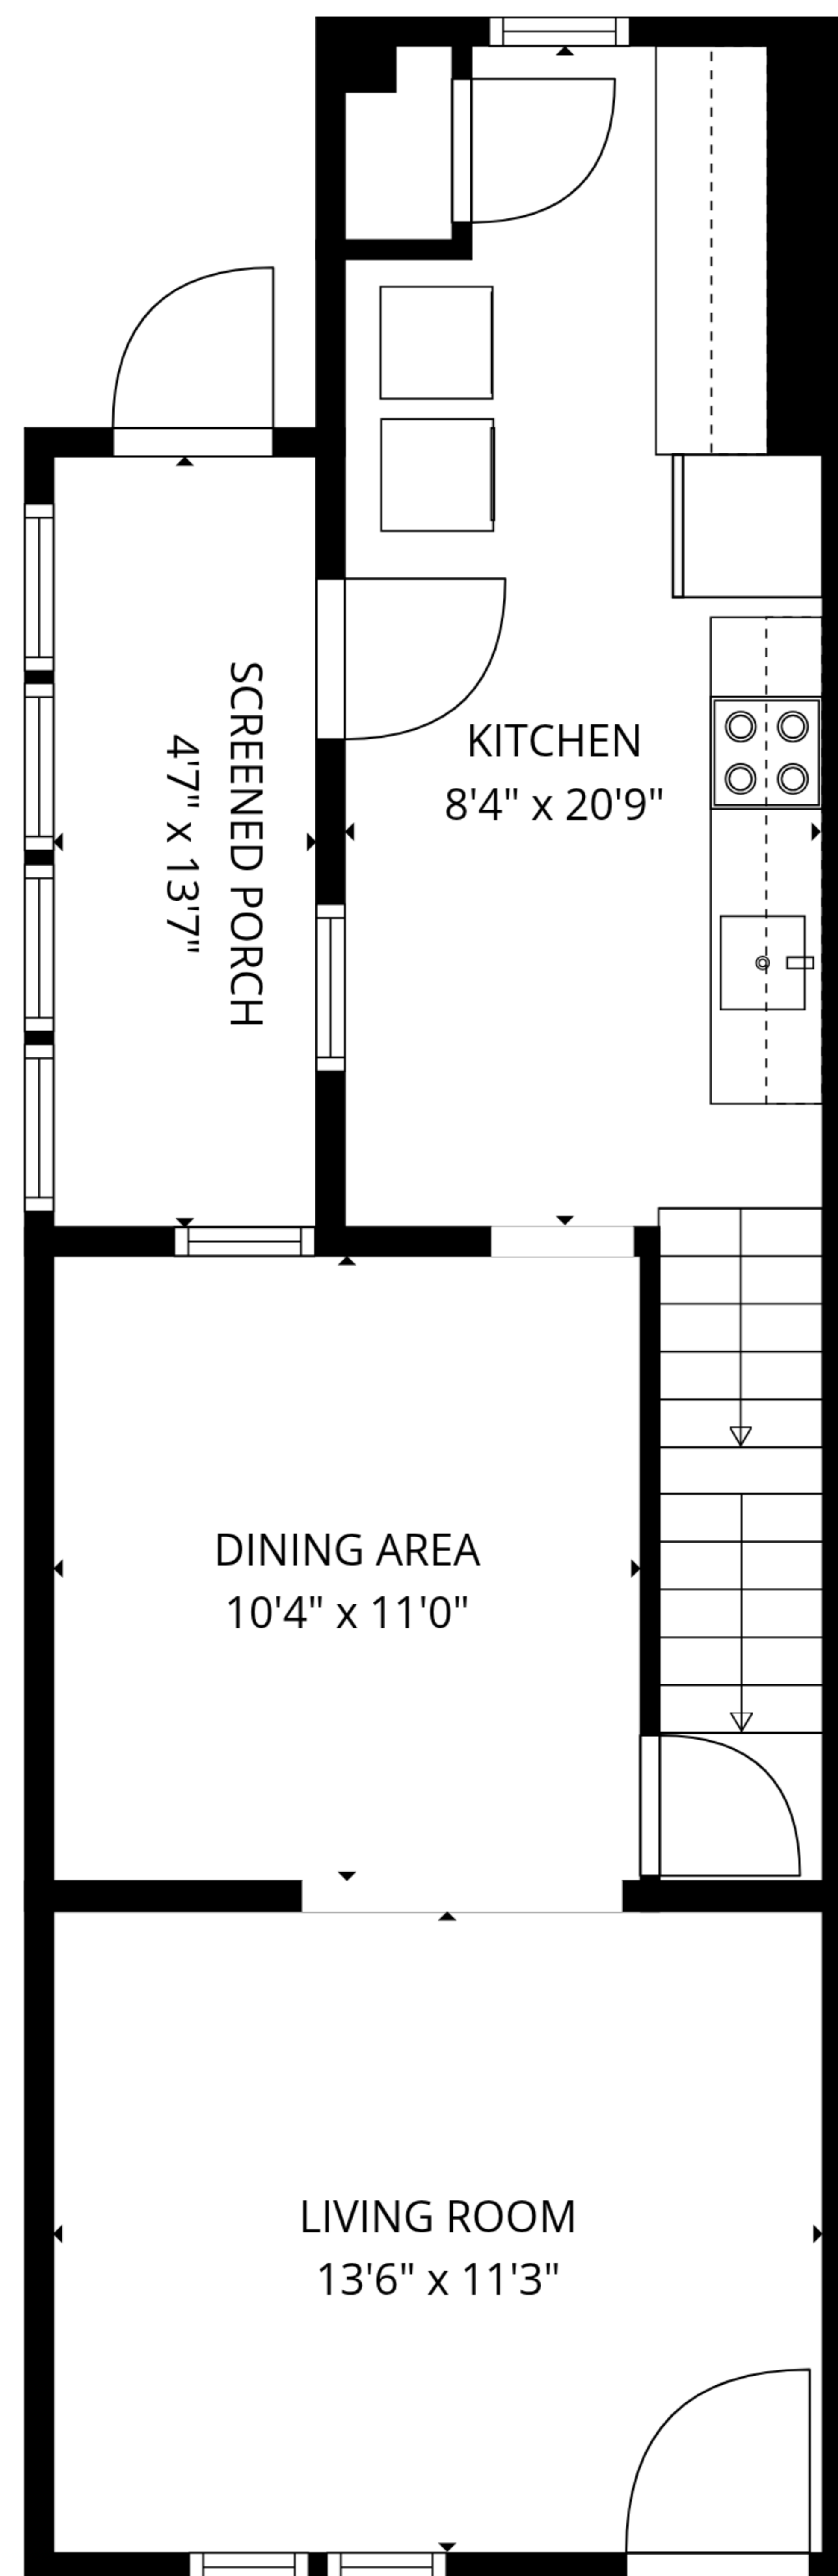 SCREENED PORCH
4'7" x 13'7"
KITCHEN
8'4" x 20'9"
DINING AREA
10'4" x 11'0"
LIVING ROOM
13'6" x 11'3"